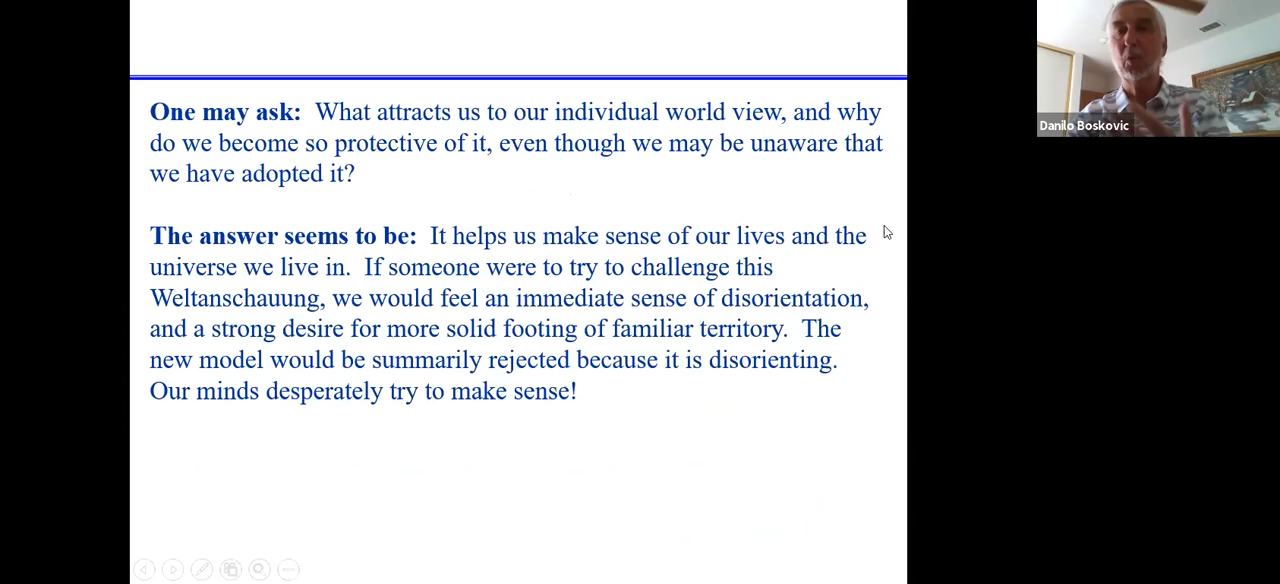 One may ask: What attracts us to our individual world view, and why
do we become so protective of it, even though we may be unaware that
we have adopted it?
The answer seems to be: It helps us make sense of our lives and the
universe we live in. If someone were to try to challenge this
Weltanschauung, we would feel an immediate sense of disorientation,
and a strong desire for more solid footing of familiar territory. The
new model would be summarily rejected because it is disorienting.
Our minds desperately try to make sense!
Danilo Boskovic